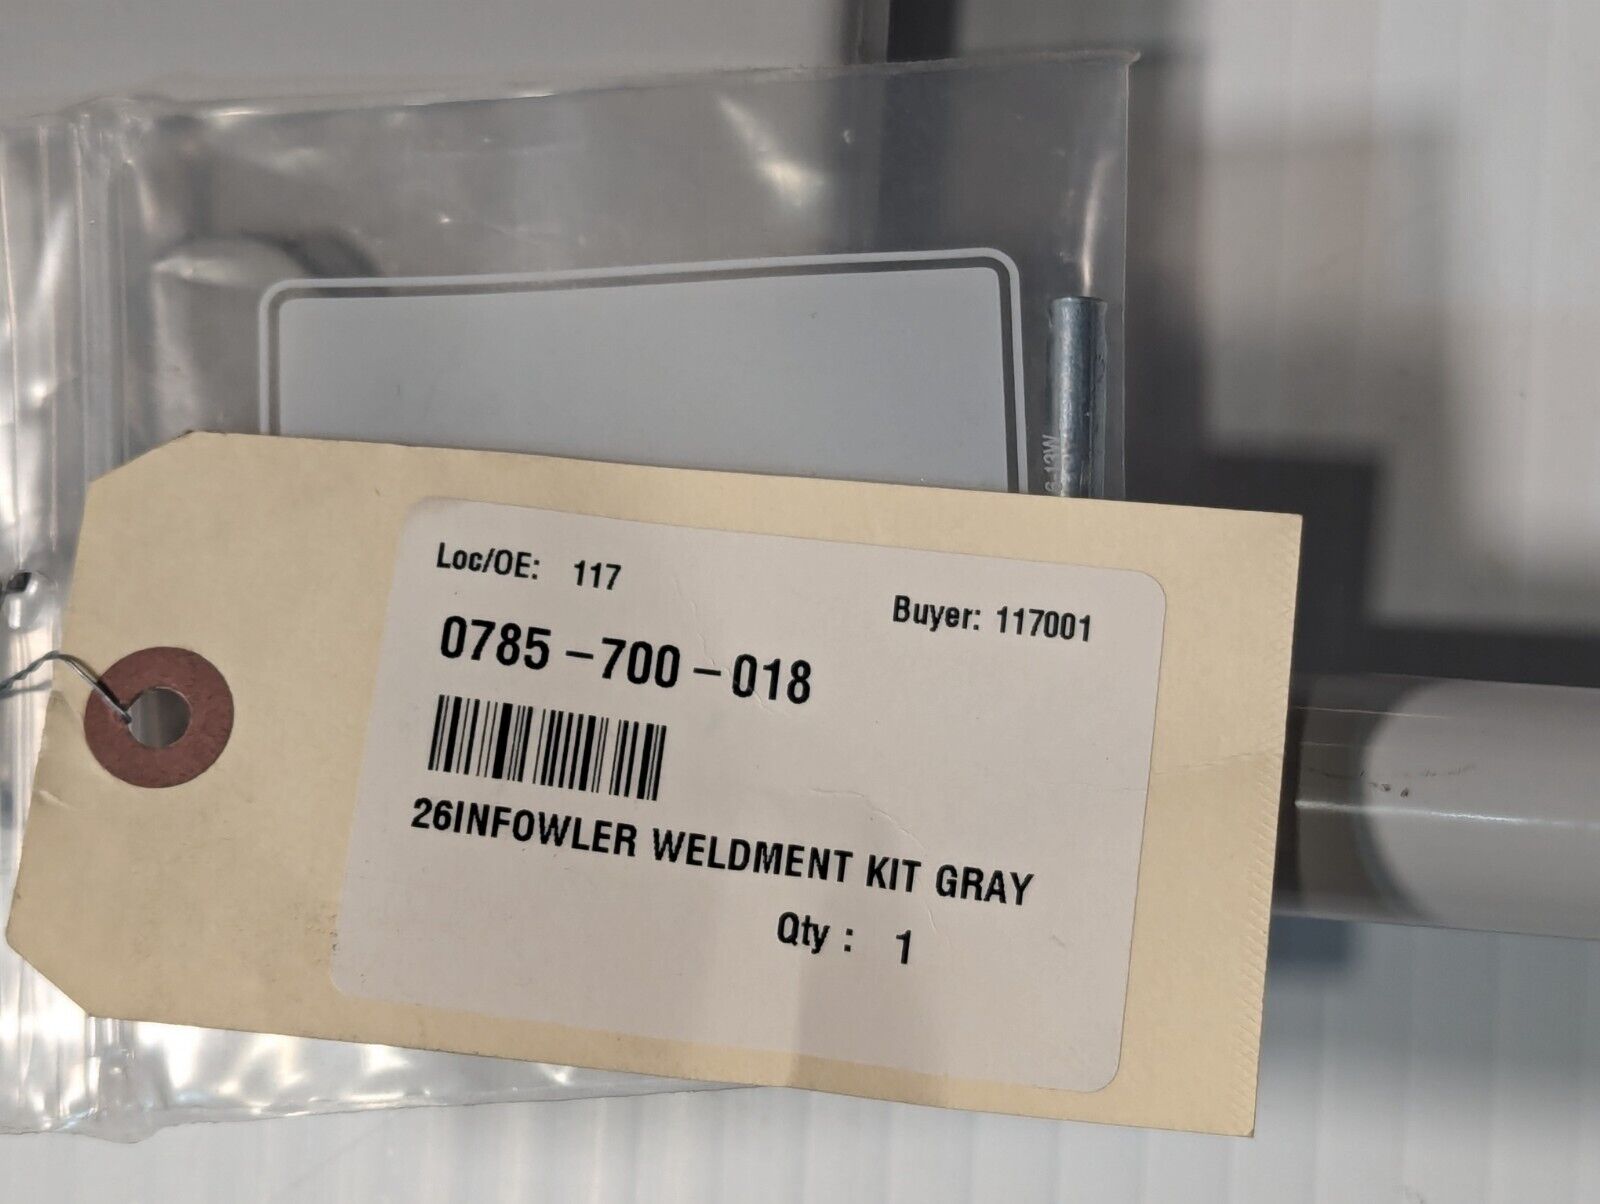 Loc/OE: 117
Buyer: 117001
0785-700-018
26INFOWLER WELDMENT KIT GRAY
Qty : 1